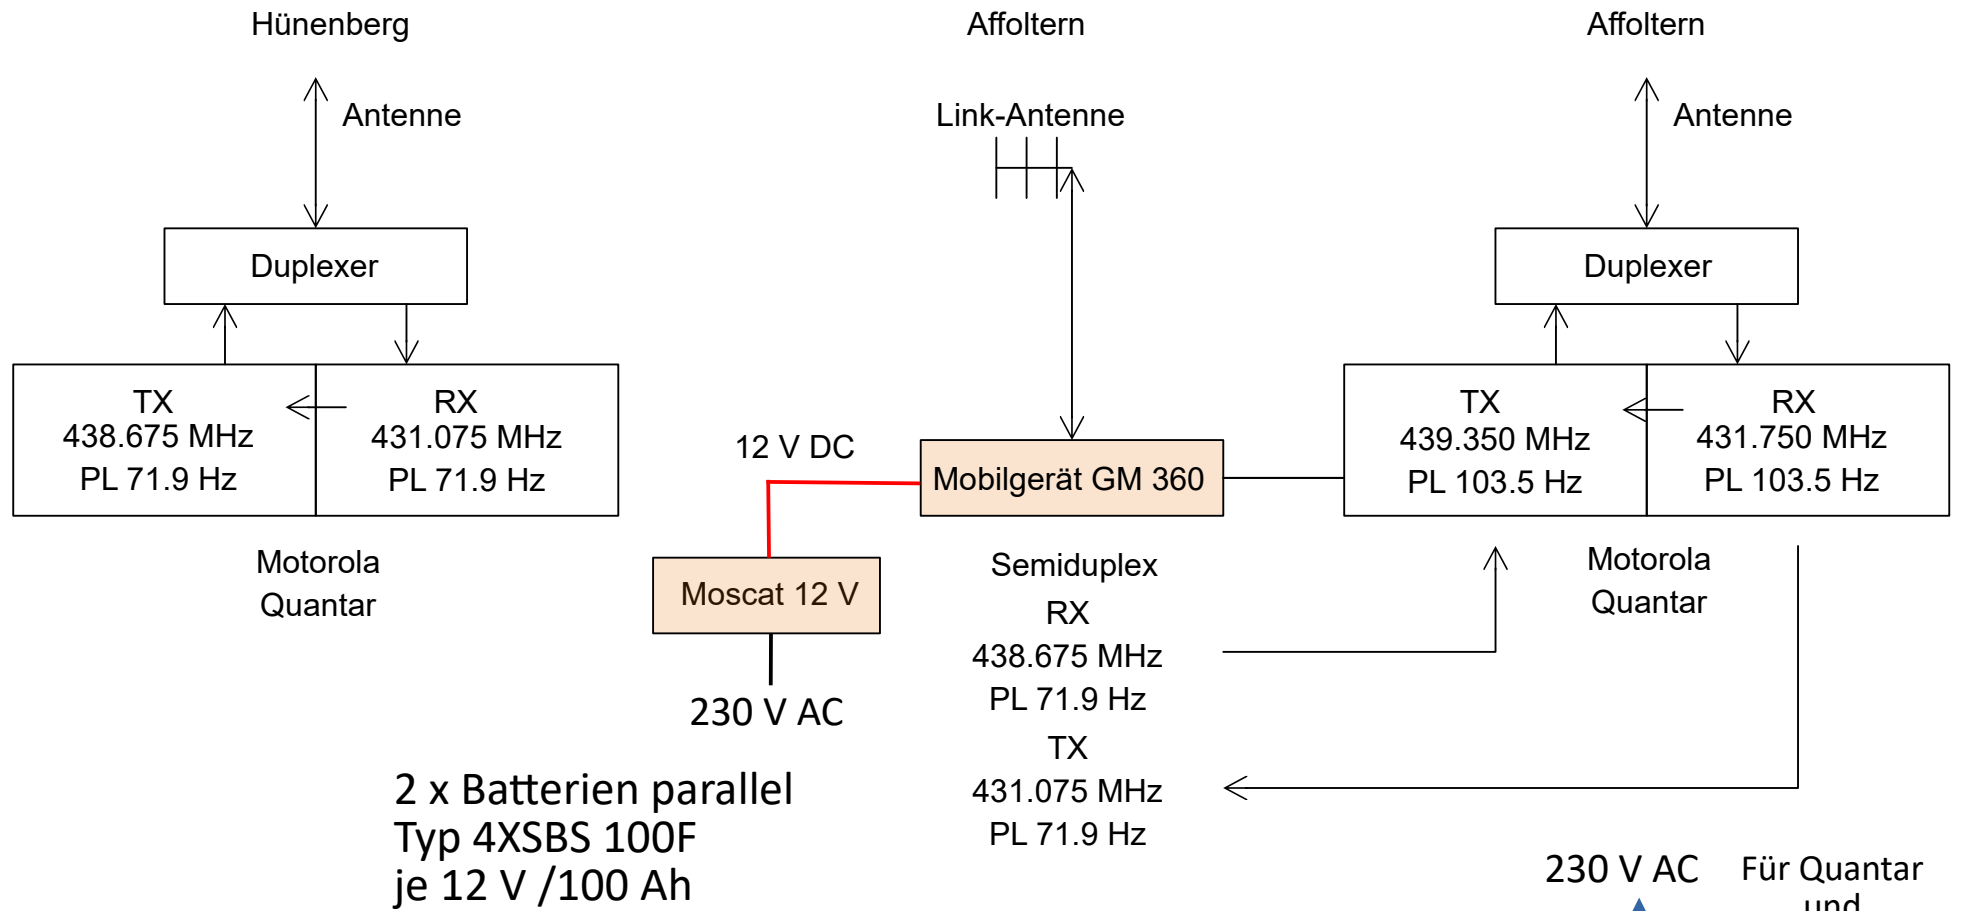 Hünenberg
Affoltern
Affoltern
Antenne
Link-Antenne
Antenne
Duplexer
Duplexer
TX
438.675 MHz
PL 71.9 Hz
RX
431.075 MHz
PL 71.9 Hz
12 V DC
Mobilgerät GM 360
TX
439.350 MHz
PL 103.5 Hz
RX
431.750 MHz
PL 103.5 Hz
Motorola
Quantar
Moscat 12 V
230 V AC
Semiduplex
RX
438.675 MHz
PL 71.9 Hz
TX
431.075 MHz
PL 71.9 Hz
Motorola
Quantar
2 x Batterien parallel
Typ 4XSBS 100F
je 12 V /100 Ah
230 V AC
Für Quantar
und